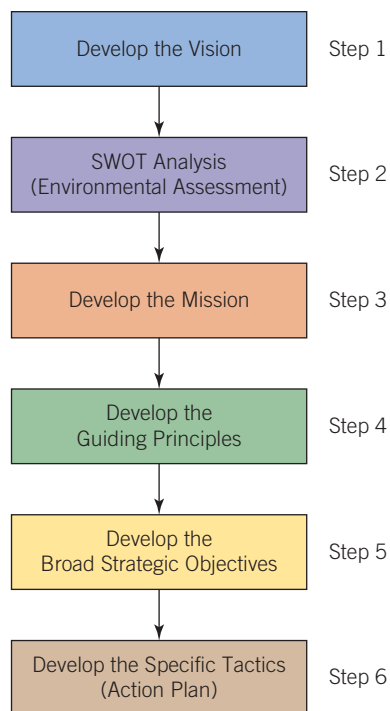 Develop the Vision
Step 1
SWOT Analysis
(Environmental Assessment)
Step 2
Develop the Mission
Step 3
Develop the
Guiding Principles
Step 4
Develop the
Broad Strategic Objectives
Step 5
Develop the Specific Tactics
(Action Plan)
Step 6